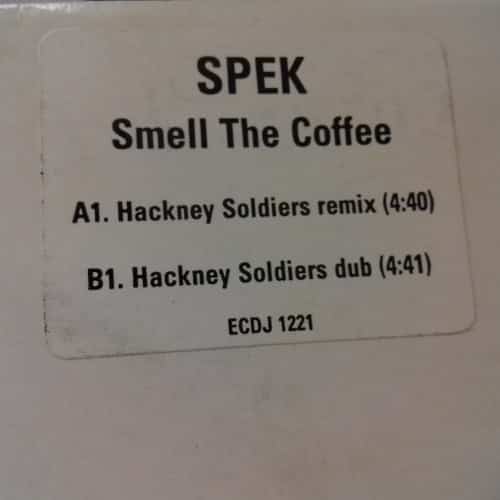 SPEK
Smell The Coffee
A1. Hackney Soldiers remix (4:40)
B1. Hackney Soldiers dub (4:41)
ECDJ 1221